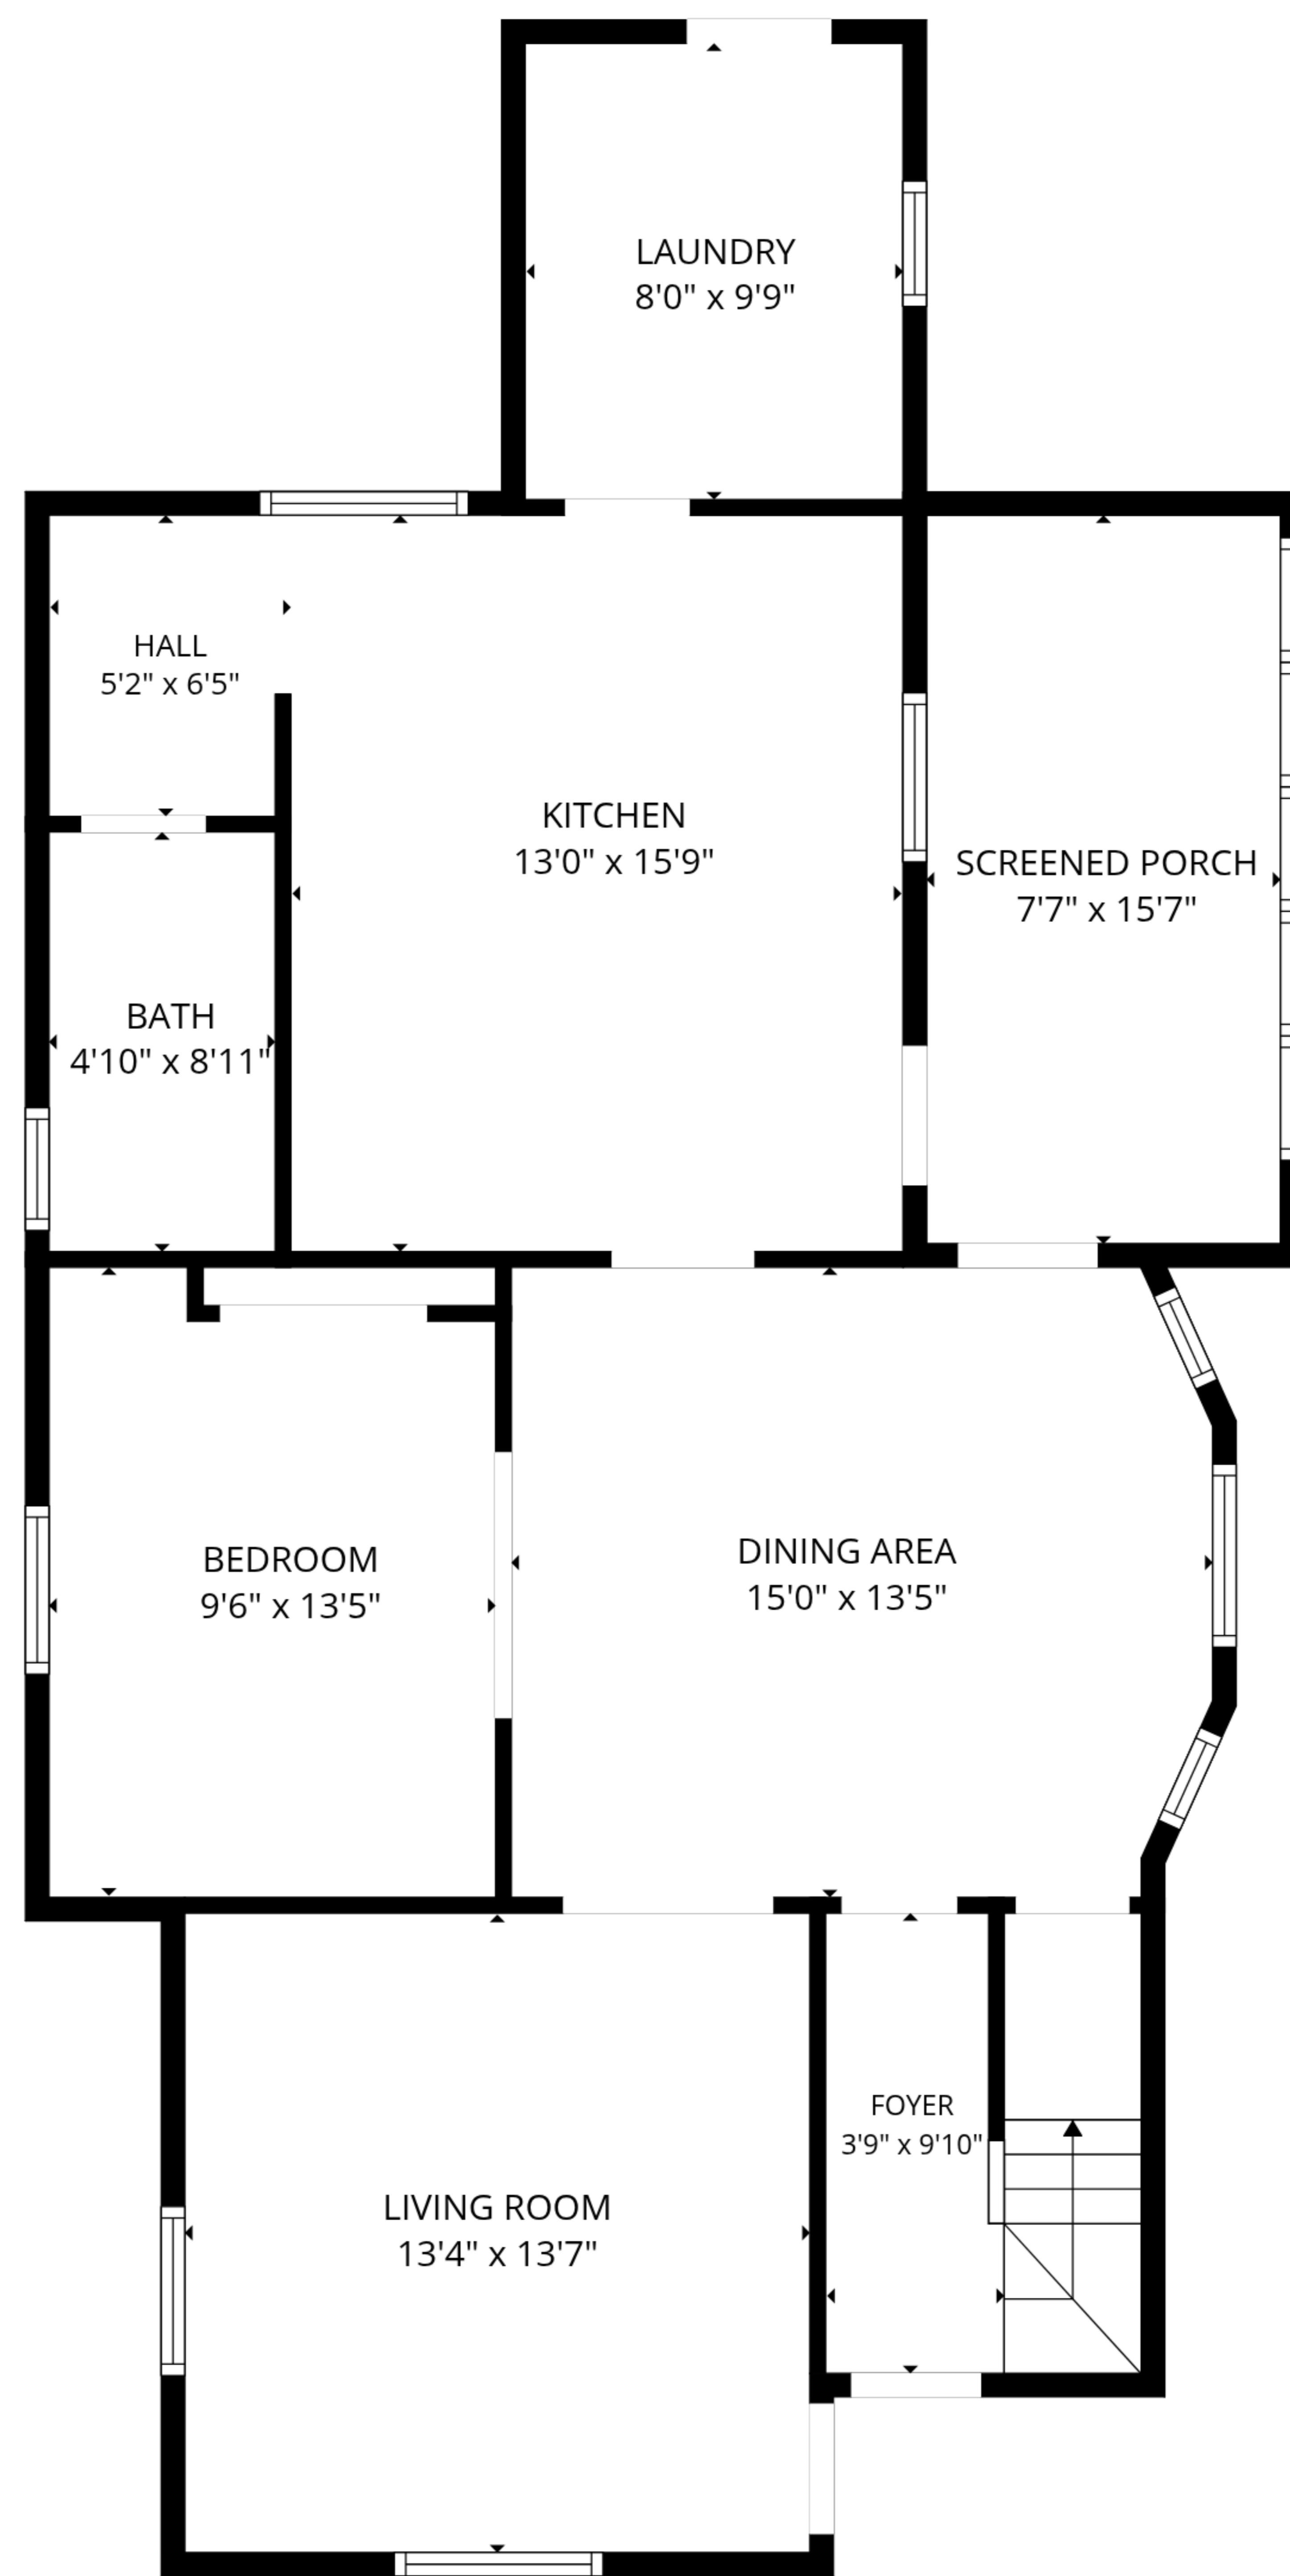 LAUNDRY
8'0" x 9'9"
HALL
5'2" x 6'5"
KITCHEN
13'0" x 15'9"
SCREENED PORCH
7'7" x 15'7"
BATH
4'10" x 8'11"
BEDROOM
9'6" x 13'5"
DINING AREA
15'0" x 13'5"
FOYER
3'9" x 9'10"
LIVING ROOM
13'4" x 13'7"